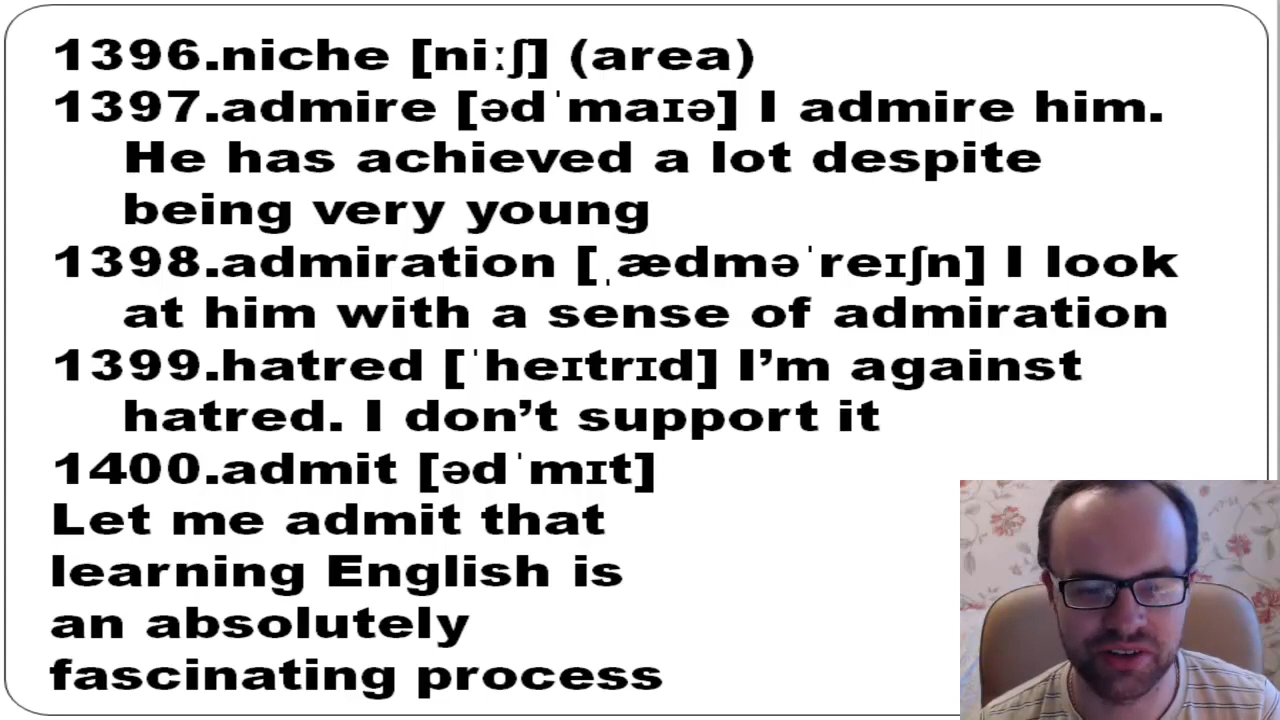 1396.niche [niːʃ] (area)
1397.admire [ədˈmaɪə] I admire him.
He has achieved a lot despite
being very young
1398.admiration [ˌædməˈreɪʃn] I look
at him with a sense of admiration
1399.hatred [ˈheɪtrɪd] I’m against
hatred. I don’t support it
1400.admit [ədˈmɪt]
Let me admit that
learning English is
an absolutely
fascinating process